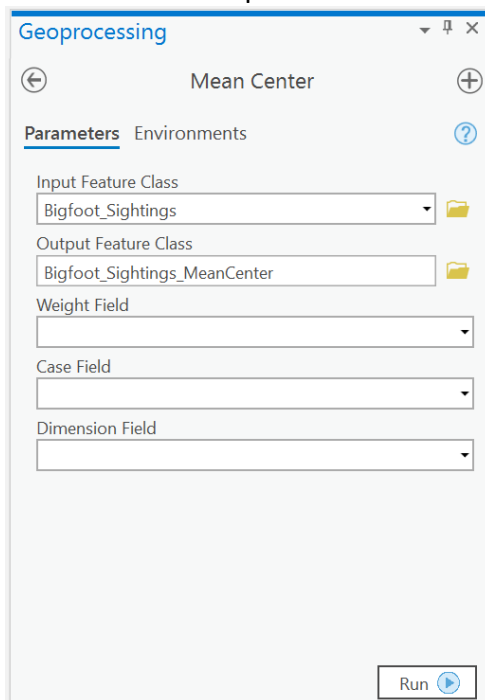 Geoprocessing
Mean Center
Parameters Environments
Input Feature Class
Bigfoot_Sightings
Output Feature Class
Bigfoot_Sightings_MeanCenter
Weight Field
Case Field
Dimension Field
Run